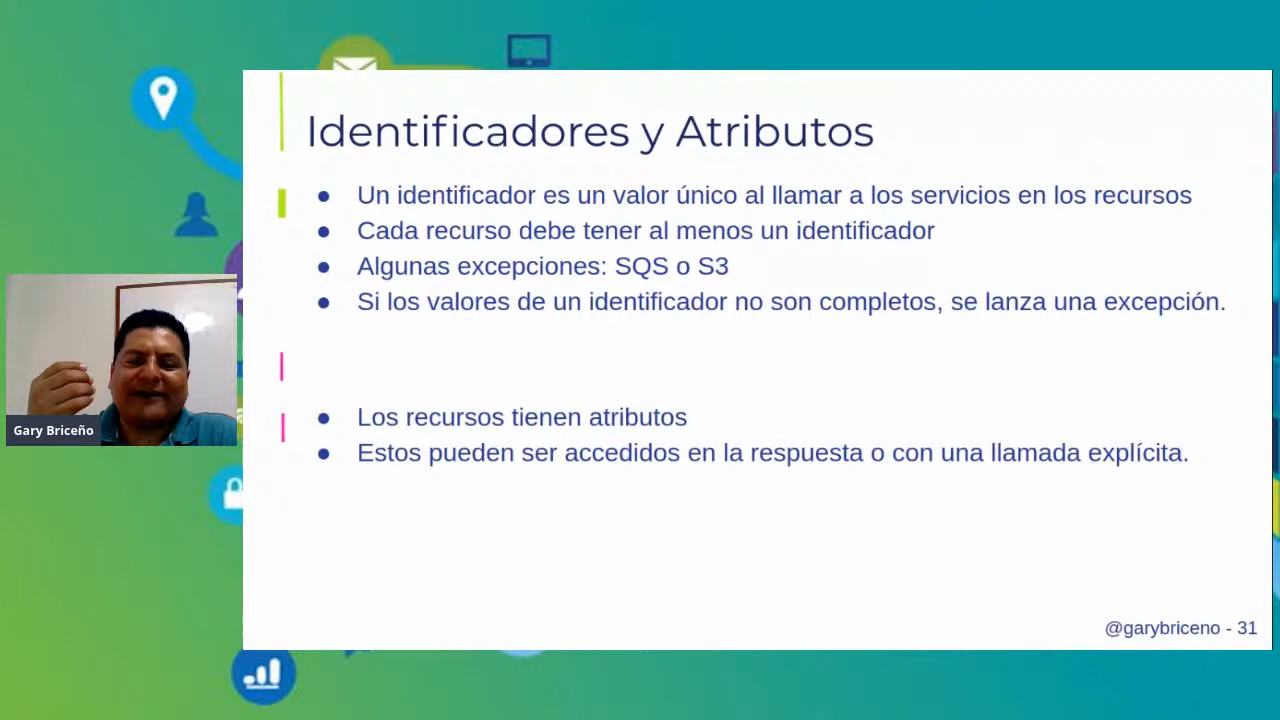 Identificadores y Atributos
● Un identificador es un valor único al llamar a los servicios en los recursos
● Cada recurso debe tener al menos un identificador
● Algunas excepciones: SQS o S3
● Si los valores de un identificador no son completos, se lanza una excepción.
● Los recursos tienen atributos
● Estos pueden ser accedidos en la respuesta o con una llamada explícita.
Gary Briceño
@garybriceno - 31